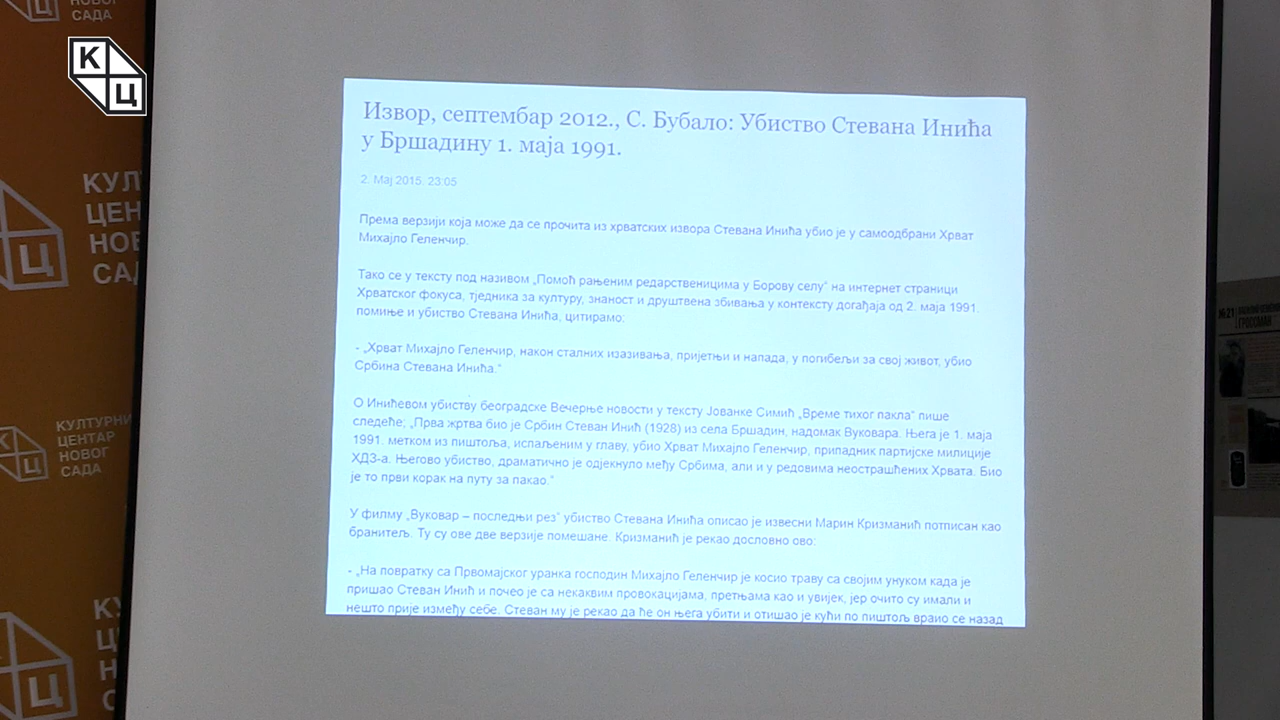 НОВОГ
САДА
К
Ц
КУЛ
ЦЕН
НОВ
САД
Ц
КУЛТУРНИ
ЦЕНТАР
НОВОГ
САДА
Ц
Ц
Извор, септембар 2012., С. Бубало: Убиство Стевана Инића
у Бршадину 1. маја 1991.
2. Мај 2015. 23:05
Према верзији која може да се прочита из хрватских извора Стевана Инића убио је у самоодбрани Хрват
Михајло Геленчир.
Тако се у тексту под називом „Помоћ рањеним редарственицима у Борову селу“ на интернет страници
Хрватског фокуса, тједника за културу, знаност и друштвена збивања у контексту догађаја од 2. маја 1991.
помиње и убиство Стевана Инића, цитирамо:
- „Хрват Михајло Геленчир, након сталних изазивања, пријетњи и напада, у погибељи за свој живот, убио
Србина Стевана Инића.“
О Инићевом убиству београдске Вечерње новости у тексту Јованке Симић „Време тихог пакла“ пише
следеће; „Прва жртва био је Србин Стеван Инић (1928) из села Бршадин, надомак Вуковара. Њега је 1. маја
1991. метком из пиштоља, испаљеним у главу, убио Хрват Михајло Геленчир, припадник партијске милиције
ХДЗ-а. Његово убиство, драматично је одјекнуло међу Србима, али и у редовима неострашћених Хрвата. Био
је то први корак на путу за пакао.“
У филму „Вуковар – последњи рез“ убиство Стевана Инића описао је извесни Марин Кризманић потписан као
бранитељ. Ту су ове две верзије помешане. Кризманић је рекао дословно ово:
- „На повратку са Првомајског уранка господин Михајло Геленчир је косио траву са својим унуком када је
пришао Стеван Инић и почео је са некаквим провокацијама, претњама као и увијек, јер очито су имали и
нешто прије између себе. Стеван му је рекао да ће он њега убити и отишао је кући по пиштољ враио се назад
№21
ГРОССМАН